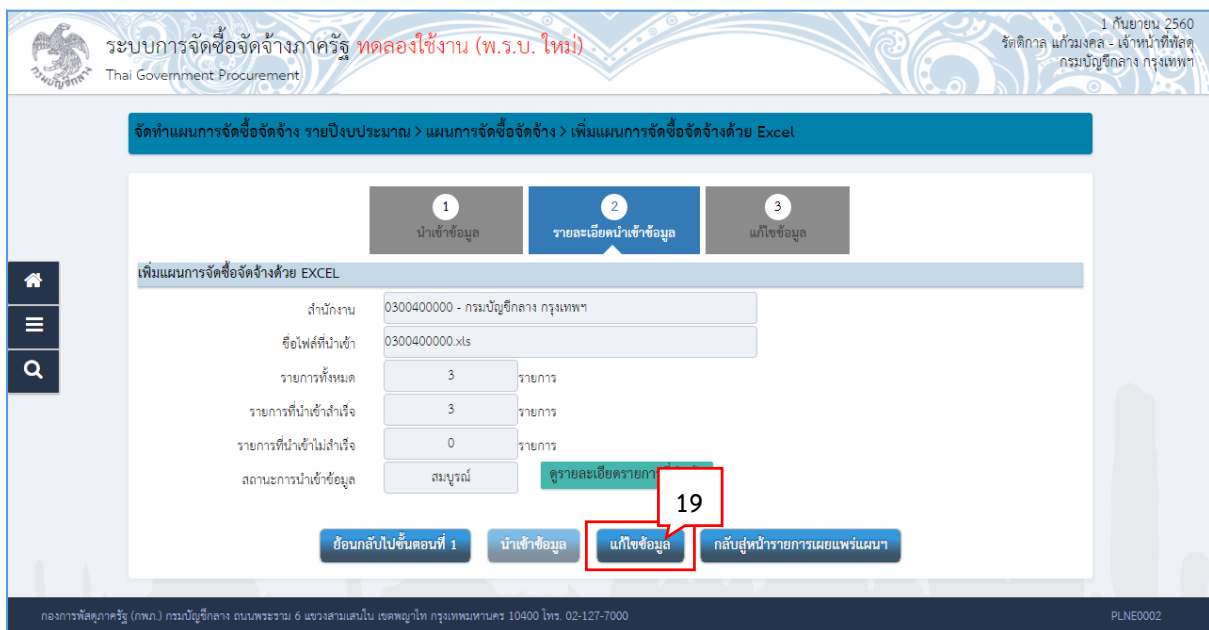 1 กันยายน 2560
ระบบการจัดซื้อจัดจ้างภาครัฐ ทดลองใช้งาน (พ.ร.บ. ใหม่)
รัตติกาล แก้วมงคล - เจ้าหน้าที่พัสดุ
Thai Government Procurement
กรมบัญชีกลาง กรุงเทพฯ
กรมบัญชีกลาง
จัดทำแผนการจัดซื้อจัดจ้าง รายปีงบประมาณ > แผนการจัดซื้อจัดจ้าง > เพิ่มแผนการจัดซื้อจัดจ้างด้วย Excel
1 2 3
นำเข้าข้อมูล รายละเอียดนำเข้าข้อมูล แก้ไขข้อมูล
เพิ่มแผนการจัดซื้อจัดจ้างด้วย EXCEL
สำนักงาน 0300400000 - กรมบัญชีกลาง กรุงเทพฯ
ชื่อไฟล์ที่นำเข้า 0300400000.xls
รายการทั้งหมด 3 รายการ
รายการที่นำเข้าสำเร็จ 3 รายการ
รายการที่นำเข้าไม่สำเร็จ 0 รายการ
สถานะการนำเข้าข้อมูล สมบูรณ์
19
ย้อนกลับไปขั้นตอนที่ 1 นำเข้าข้อมูล แก้ไขข้อมูล กลับสู่หน้ารายการเผยแพร่แผนฯ
กองการพัสดุภาครัฐ (กพภ.) กรมบัญชีกลาง ถนนพระราม 6 แขวงสามเสนใน เขตพญาไท กรุงเทพมหานคร 10400 โทร. 02-127-7000 PLNE0002